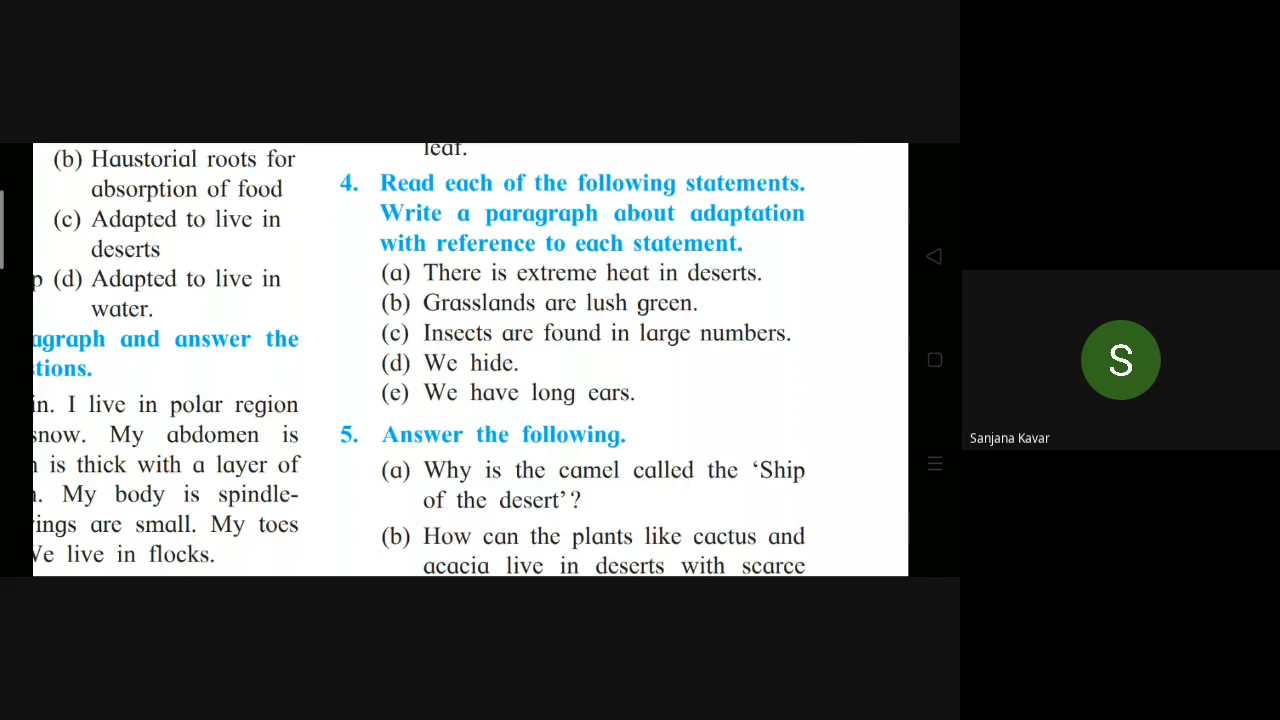 (b) Haustorial roots for
absorption of food
(c) Adapted to live in
deserts
p (d) Adapted to live in
water.
agraph and answer the
tions.
in. I live in polar region
snow. My abdomen is
is thick with a layer of
. My body is spindle-
ings are small. My toes
We live in flocks.
leaf.
4. Read each of the following statements.
Write a paragraph about adaptation
with reference to each statement.
(a) There is extreme heat in deserts.
(b) Grasslands are lush green.
(c) Insects are found in large numbers.
(d) We hide.
(e) We have long ears.
5. Answer the following.
(a) Why is the camel called the ‘Ship
of the desert’?
(b) How can the plants like cactus and
acacia live in deserts with scarce
S
Sanjana Kavar